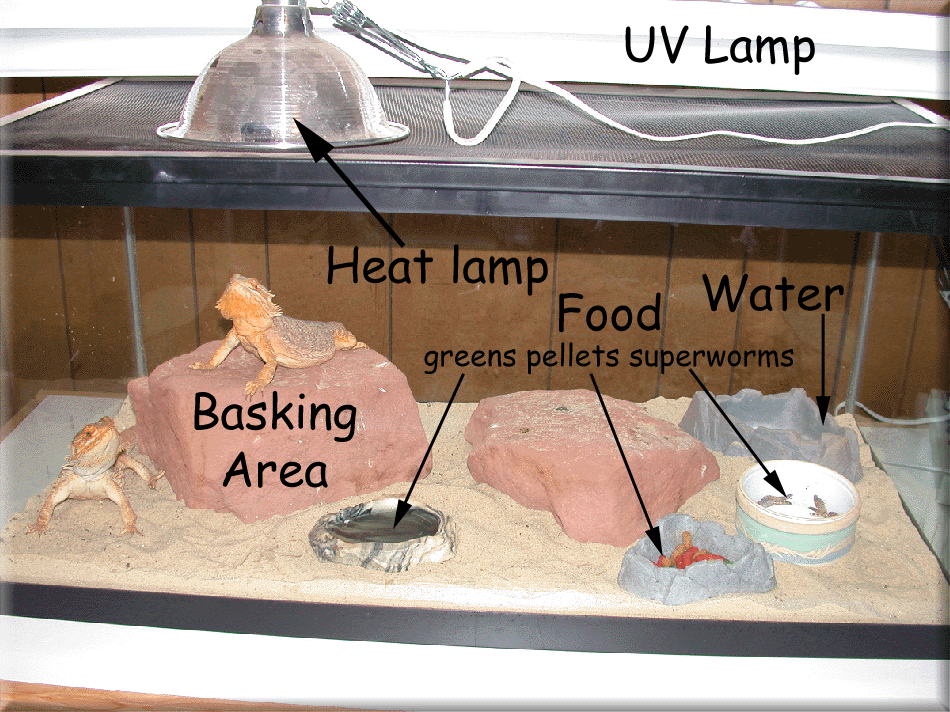 UV Lamp
Heat lamp
Water
Food
greens pellets superworms
Basking
Area